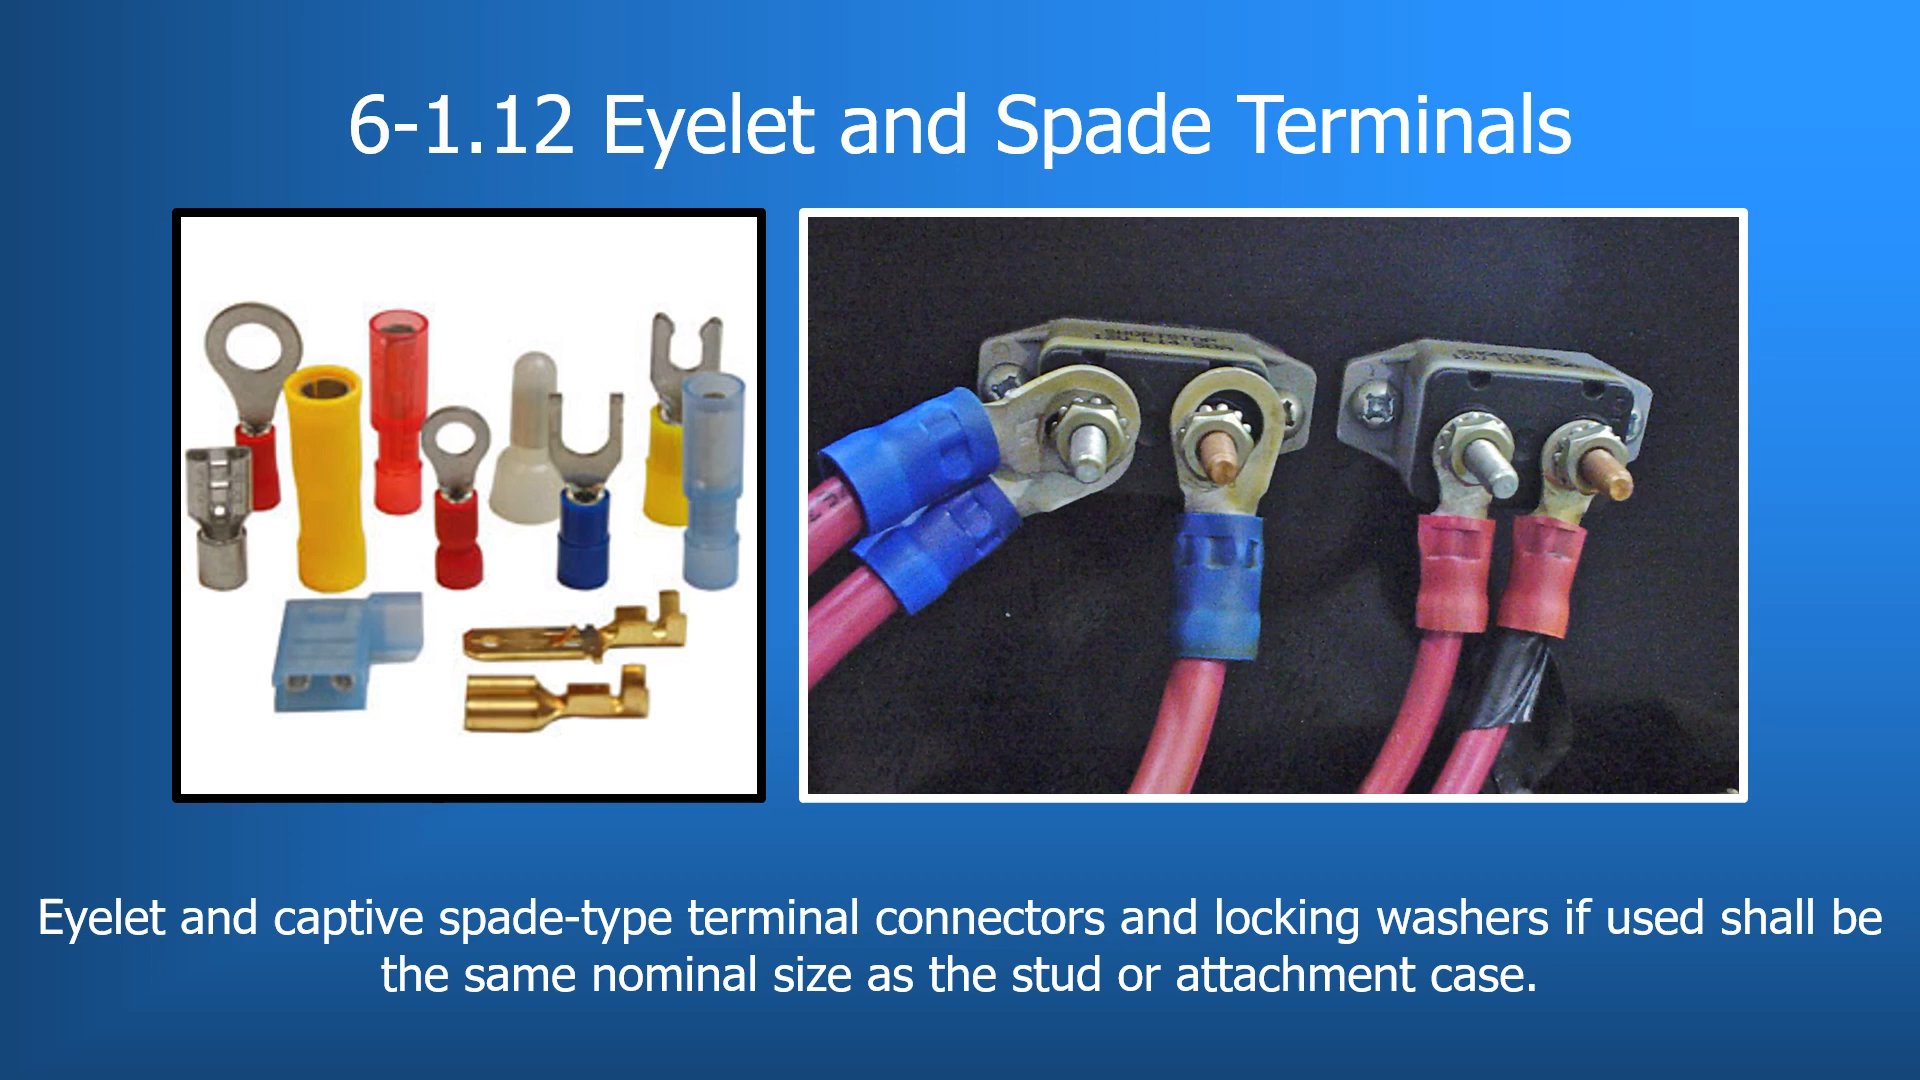 6-1.12 Eyelet and Spade Terminals
SHORTSTOP
Eyelet and captive spade-type terminal connectors and locking washers if used shall be
the same nominal size as the stud or attachment case.